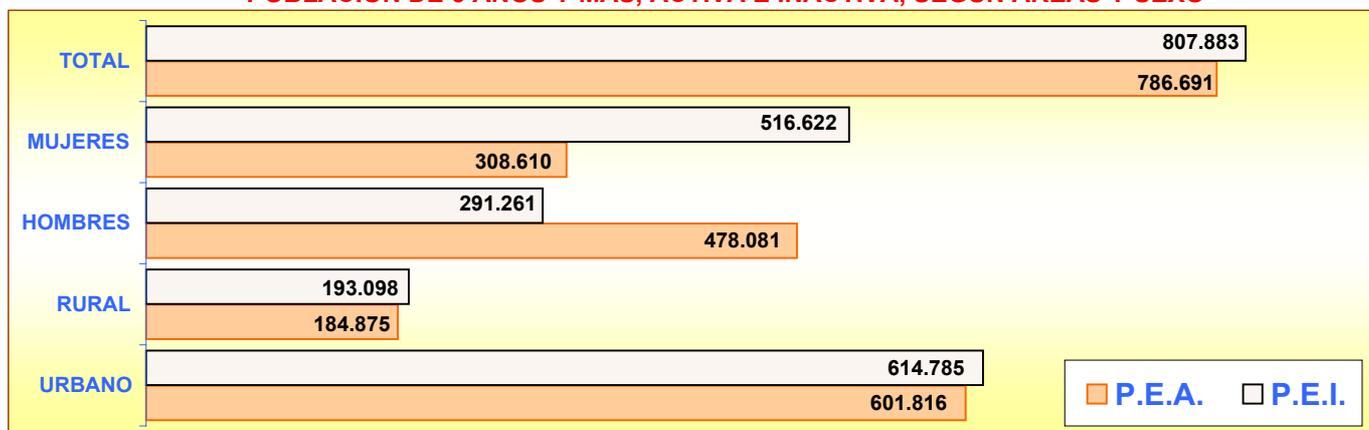 TOTAL
807.883
786.691
MUJERES
516.622
308.610
HOMBRES
291.261
478.081
RURAL
193.098
184.875
URBANO
614.785
601.816
P.E.A.
P.E.I.